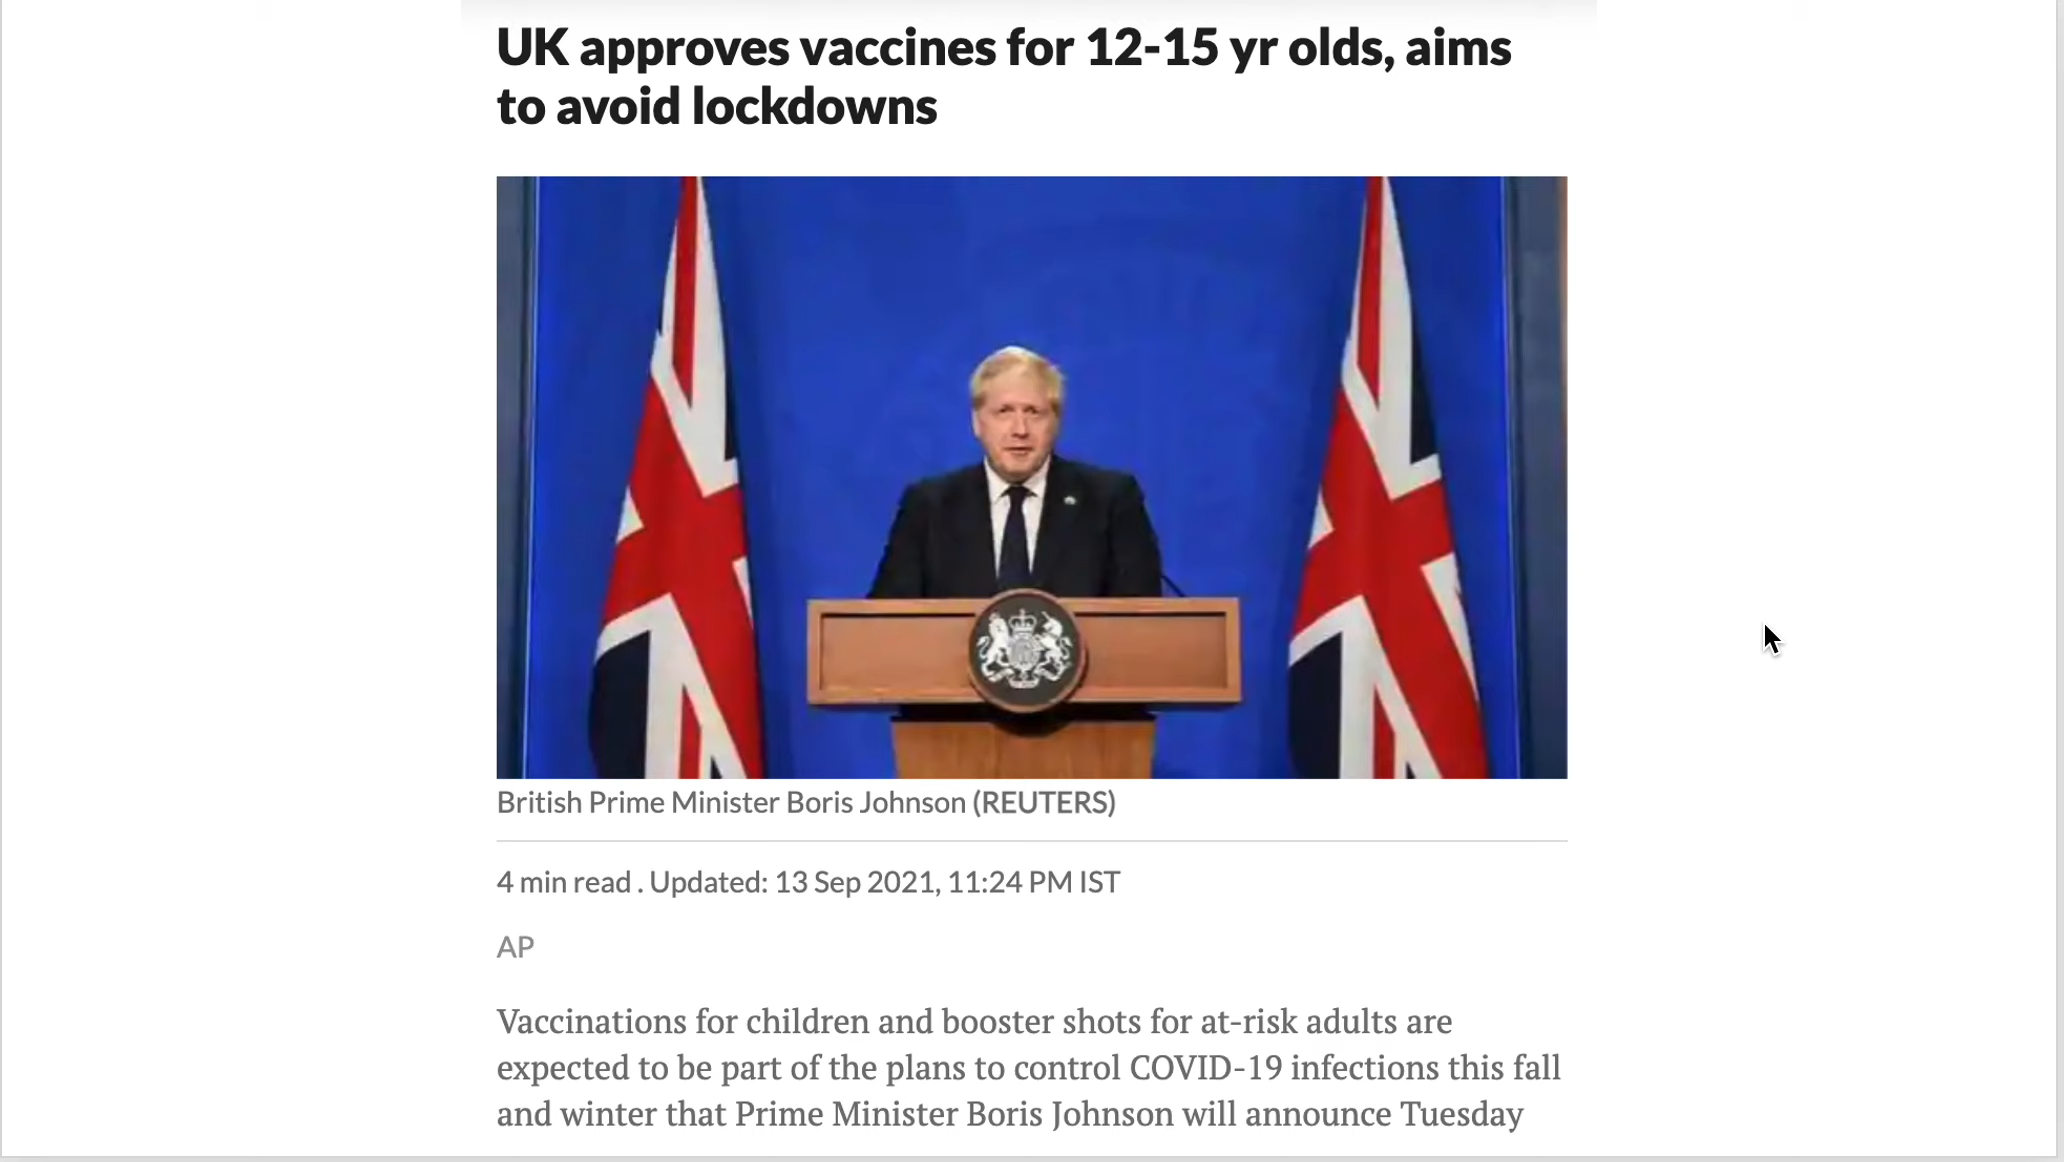 UK approves vaccines for 12-15 yr olds, aims
to avoid lockdowns
British Prime Minister Boris Johnson (REUTERS)
4 min read . Updated: 13 Sep 2021, 11:24 PM IST
AP
Vaccinations for children and booster shots for at-risk adults are
expected to be part of the plans to control COVID-19 infections this fall
and winter that Prime Minister Boris Johnson will announce Tuesday